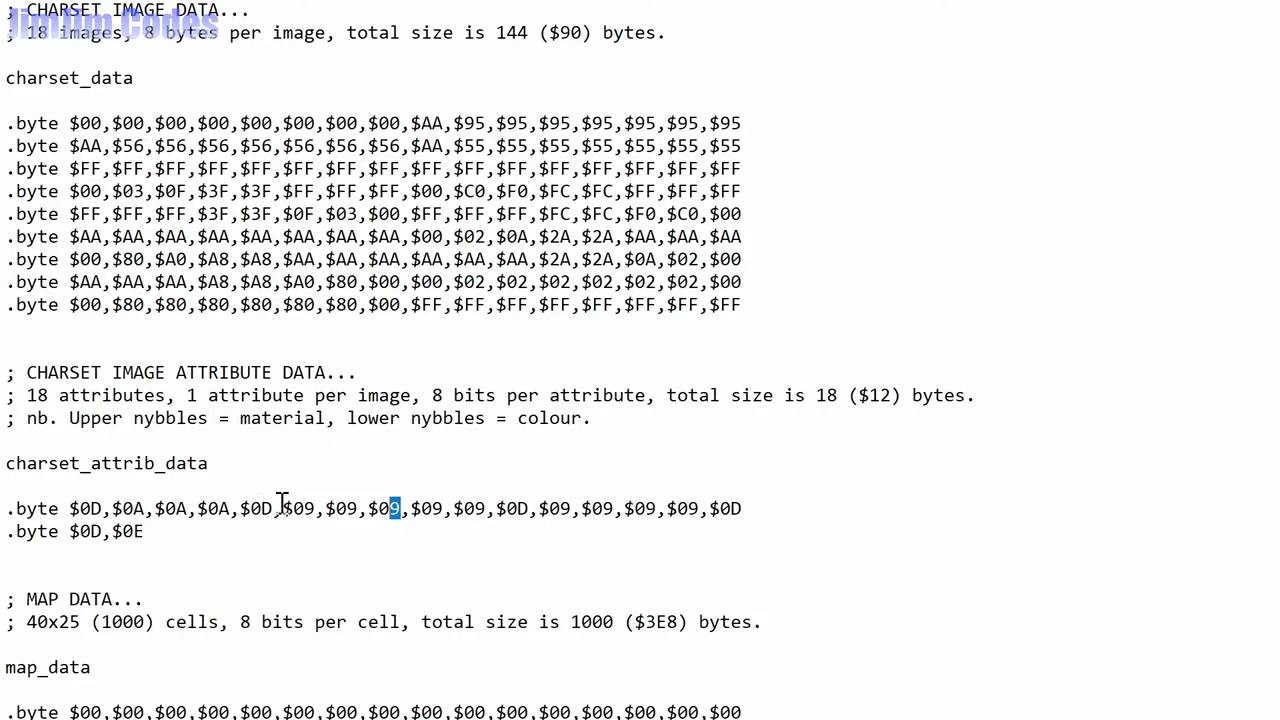 ; CHARSET IMAGE DATA...
JimJim Codes
; 18 images, 8 bytes per image, total size is 144 ($90) bytes.
charset_data
.byte $00,$00,$00,$00,$00,$00,$00,$00,$AA,$95,$95,$95,$95,$95,$95,$95
.byte $AA,$56,$56,$56,$56,$56,$56,$56,$AA,$55,$55,$55,$55,$55,$55,$55
.byte $FF,$FF,$FF,$FF,$FF,$FF,$FF,$FF,$FF,$FF,$FF,$FF,$FF,$FF,$FF,$FF
.byte $00,$03,$0F,$3F,$3F,$FF,$FF,$FF,$00,$C0,$F0,$FC,$FC,$FF,$FF,$FF
.byte $FF,$FF,$FF,$3F,$3F,$0F,$03,$00,$FF,$FF,$FF,$FC,$FC,$F0,$C0,$00
.byte $AA,$AA,$AA,$AA,$AA,$AA,$AA,$AA,$00,$02,$0A,$2A,$2A,$AA,$AA,$AA
.byte $00,$80,$A0,$A8,$A8,$AA,$AA,$AA,$AA,$AA,$AA,$2A,$2A,$0A,$02,$00
.byte $AA,$AA,$AA,$A8,$A8,$A0,$80,$00,$00,$02,$02,$02,$02,$02,$02,$00
.byte $00,$80,$80,$80,$80,$80,$80,$00,$FF,$FF,$FF,$FF,$FF,$FF,$FF,$FF
; CHARSET IMAGE ATTRIBUTE DATA...
; 18 attributes, 1 attribute per image, 8 bits per attribute, total size is 18 ($12) bytes.
; nb. Upper nybbles = material, lower nybbles = colour.
charset_attrib_data
.byte $0D,$0A,$0A,$0A,$0D,$09,$09,$09,$09,$09,$0D,$09,$09,$09,$09,$0D
.byte $0D,$0E
; MAP DATA...
; 40x25 (1000) cells, 8 bits per cell, total size is 1000 ($3E8) bytes.
map_data
.byte $00,$00,$00,$00,$00,$00,$00,$00,$00,$00,$00,$00,$00,$00,$00,$00